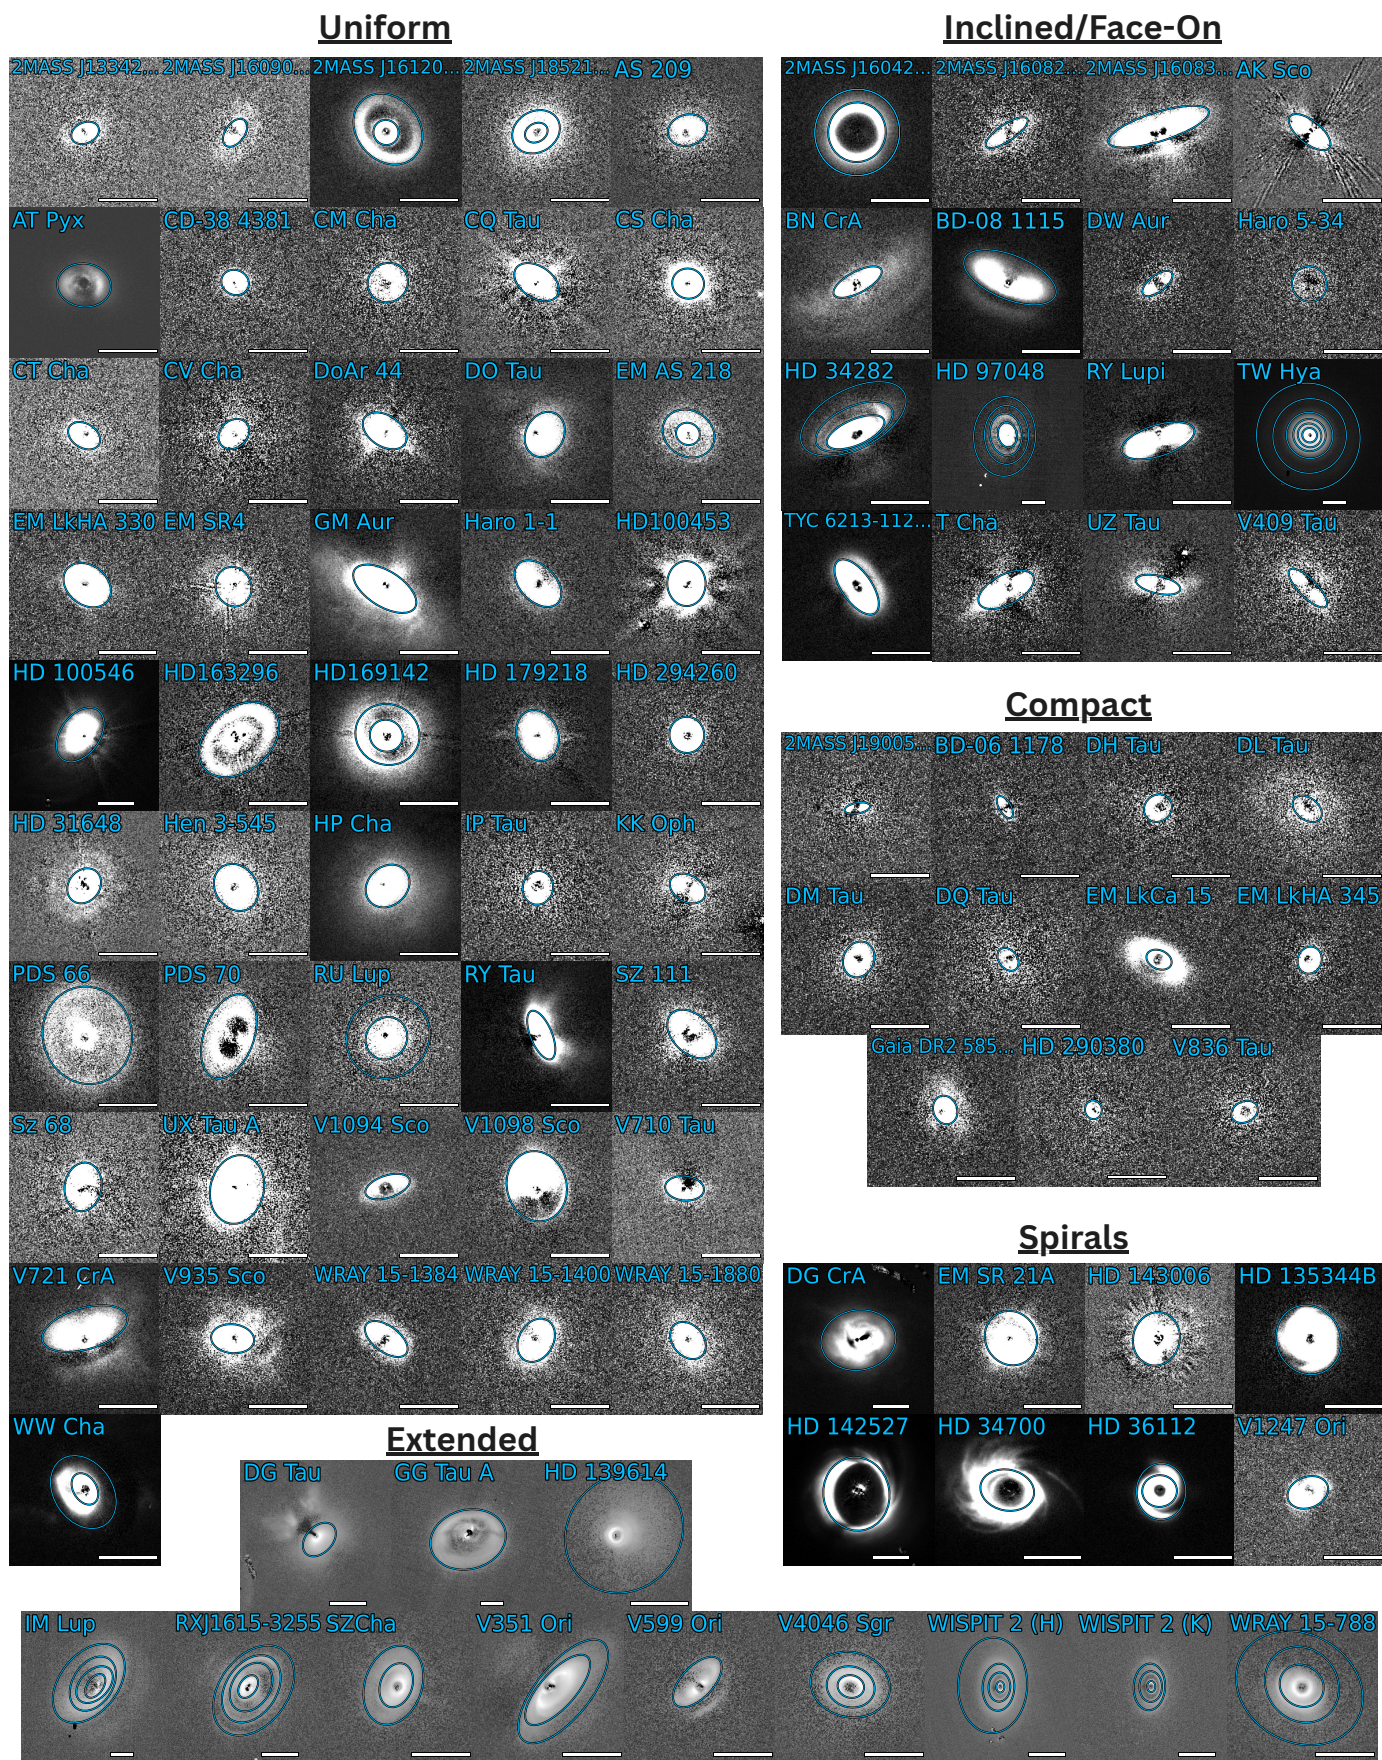 Uniform
2MASS J13342... 2MASS J16090... 2MASS J16120... 2MASS J18521... AS 209
AT Pyx CD-38 4381 CM Cha CQ Tau CS Cha
CT Cha CV Cha DoAr 44 DO Tau EM AS 218
EM LkHA 330 EM SR4 GM Aur Haro 1-1 HD100453
HD 100546 HD163296 HD169142 HD 179218 HD 294260
HD 31648 Hen 3-545 HP Cha IP Tau KK Oph
PDS 66 PDS 70 RU Lup RY Tau SZ 111
Sz 68 UX Tau A V1094 Sco V1098 Sco V710 Tau
V721 CrA V935 Sco WRAY 15-1384 WRAY 15-1400 WRAY 15-1880
WW Cha
Inclined/Face-On
2MASS J16042... 2MASS J16082... 2MASS J16083... AK Sco
BN CrA BD-08 1115 DW Aur Haro 5-34
HD 34282 HD 97048 RY Lupi TW Hya
TYC 6213-112... T Cha UZ Tau V409 Tau
Compact
2MASS J19005... BD-06 1178 DH Tau DL Tau
DM Tau DQ Tau EM LkCa 15 EM LkHA 345
Gaia DR2 585... HD 290380 V836 Tau
Spirals
DG CrA EM SR 21A HD 143006 HD 135344B
HD 142527 HD 34700 HD 36112 V1247 Ori
Extended
DG Tau GG Tau A HD 139614
IM Lup RXJ1615-3255 SZCha V351 Ori V599 Ori V4046 Sgr WISPIT 2 (H) WISPIT 2 (K) WRAY 15-788